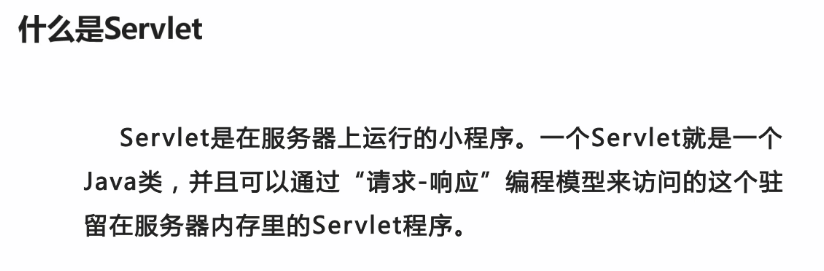 什么是Servlet
Servlet是在服务器上运行的小程序。一个Servlet就是一个
Java类，并且可以通过“请求-响应”编程模型来访问的这个驻
留在服务器内存里的Servlet程序。